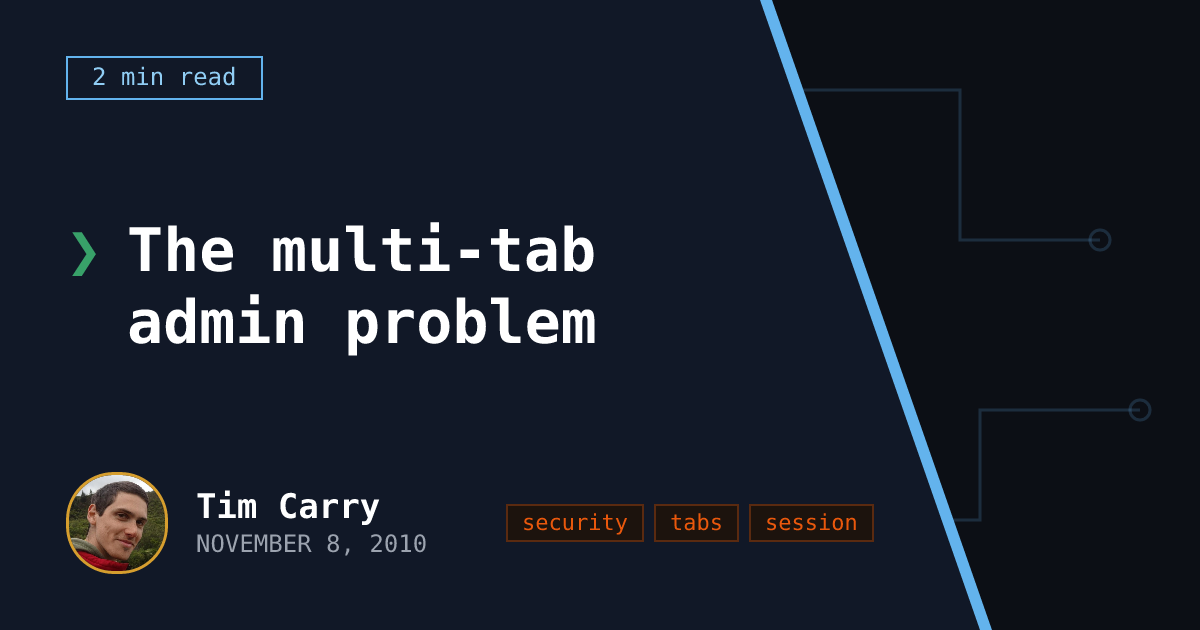 2 min read
❯ The multi-tab
admin problem
Tim Carry
NOVEMBER 8, 2010
security tabs session